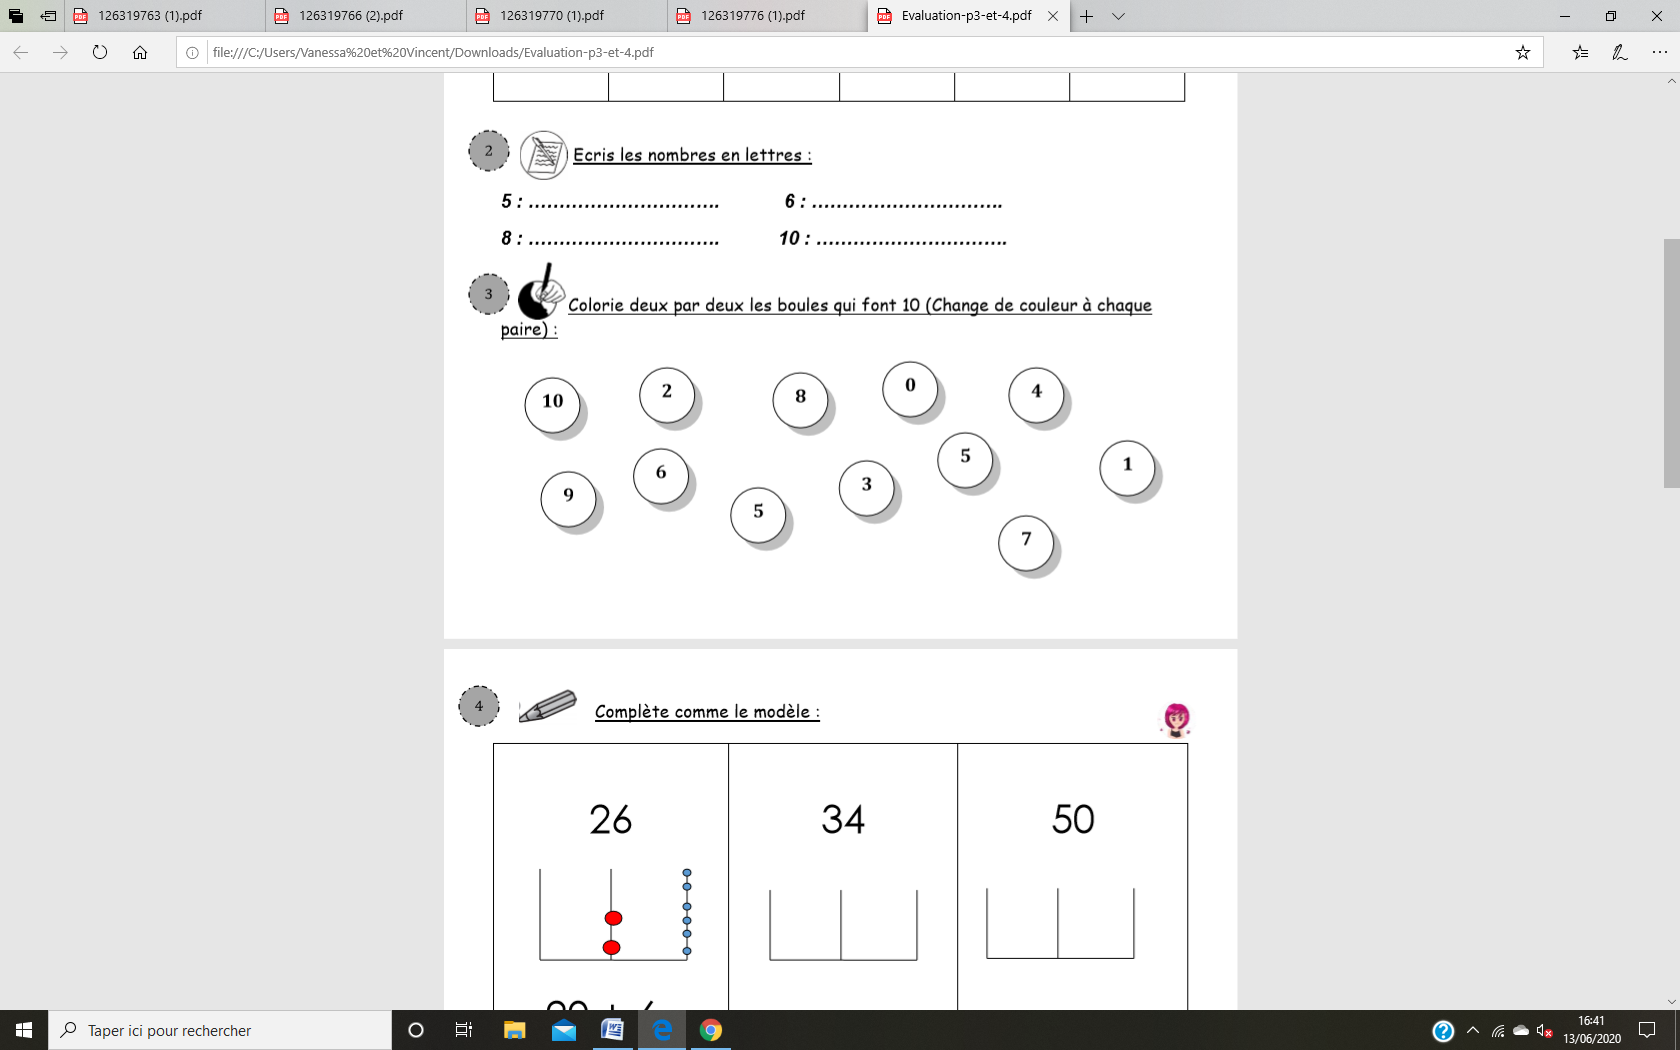 126319763 (1).pdf
126319766 (2).pdf
126319770 (1).pdf
126319776 (1).pdf
Evaluation-p3-et-4.pdf
file:///C:/Users/Vanessa%20et%20Vincent/Downloads/Evaluation-p3-et-4.pdf
2 Ecris les nombres en lettres :
5 : ............................... 6 : ...............................
8 : ............................... 10 : ...............................
3 Colorie deux par deux les boules qui font 10 (Change de couleur à chaque
paire) :
10 2 8 0 4
9 6 5 3 5 1
7
4 Complète comme le modèle :
26 34 50
Taper ici pour rechercher
16:41
13/06/2020